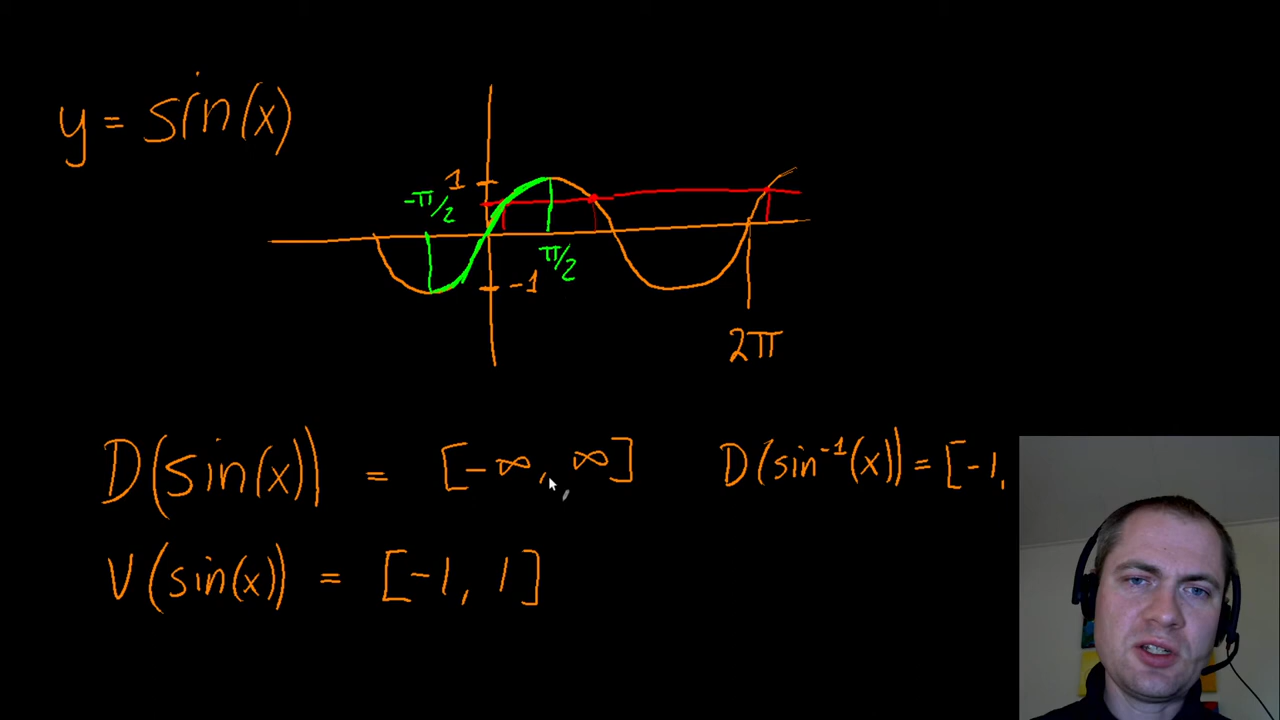 y = sin(x)
1
-π/2
π/2
-1
2π
D(sin(x)) = [-∞, ∞]
D(sin⁻¹(x)) = [-1,
V(sin(x)) = [-1, 1]